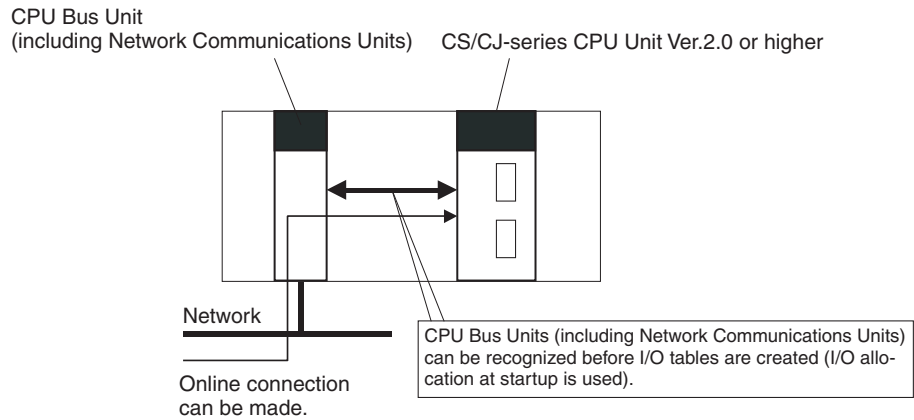 CPU Bus Unit
(including Network Communications Units)
CS/CJ-series CPU Unit Ver.2.0 or higher
Network
CPU Bus Units (including Network Communications Units)
can be recognized before I/O tables are created (I/O allo-
cation at startup is used).
Online connection
can be made.